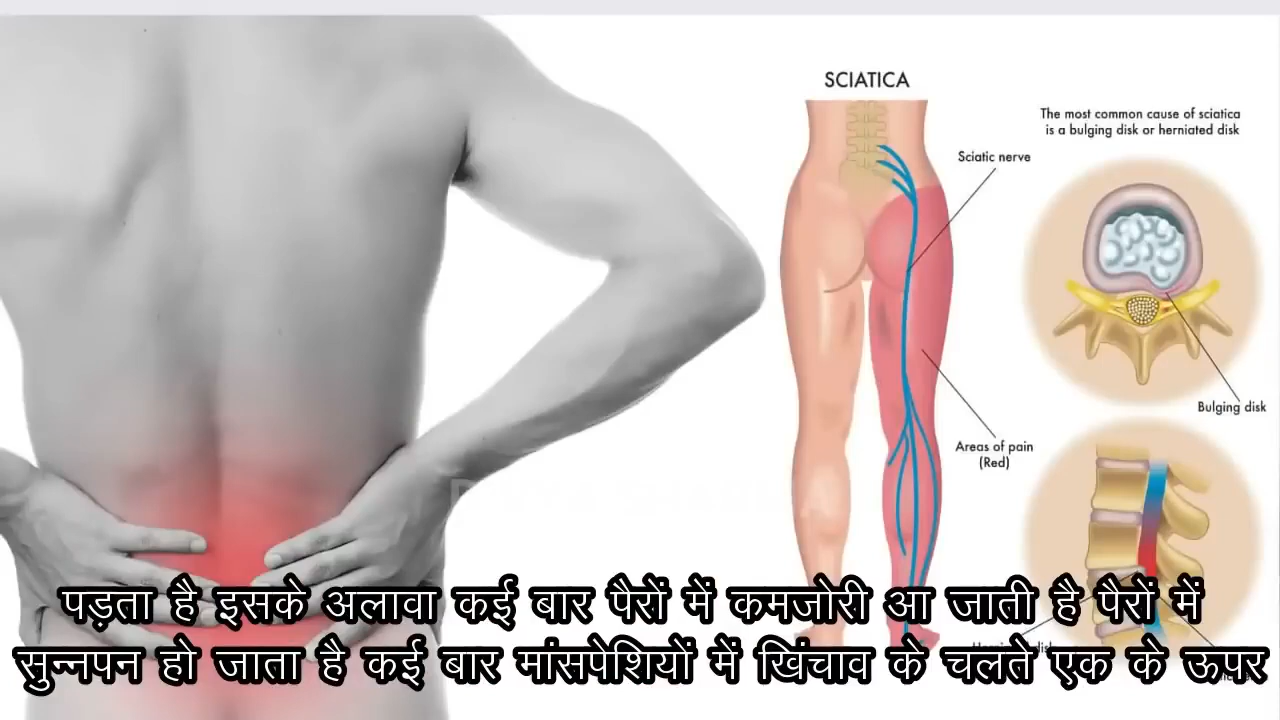 SCIATICA
The most common cause of sciatica
is a bulging disk or herniated disk
Sciatic nerve
Bulging disk
Areas of pain
(Red)
पड़ता है इसके अलावा कई बार पैरों में कमजोरी आ जाती है पैरों में
सुन्नपन हो जाता है कई बार मांसपेशियों में खिंचाव के चलते एक के ऊपर